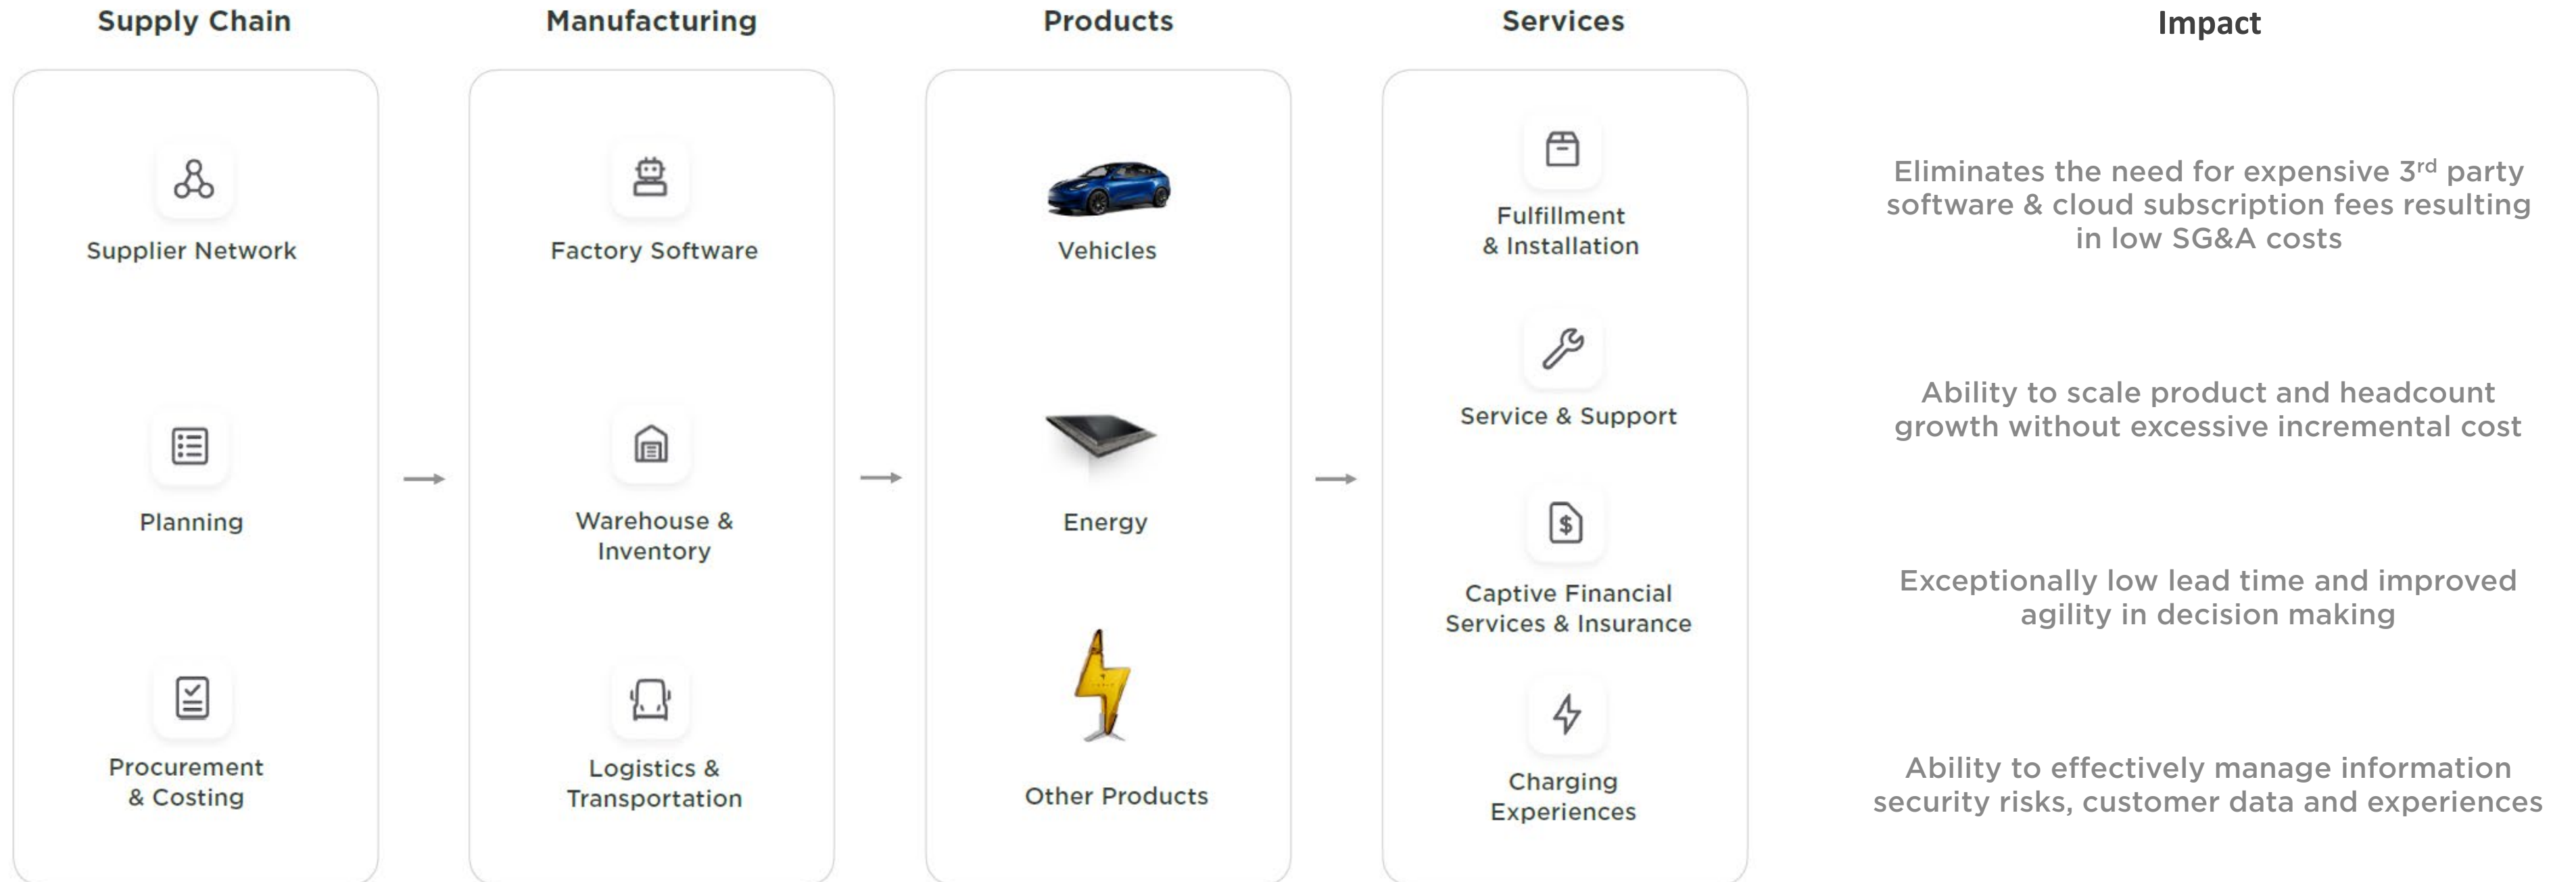 Supply Chain
Supplier Network
Planning
Procurement
& Costing
Manufacturing
Factory Software
Warehouse &
Inventory
Logistics &
Transportation
Products
Vehicles
Energy
Other Products
Services
Fulfillment
& Installation
Service & Support
$
Captive Financial
Services & Insurance
Charging
Experiences
Impact
Eliminates the need for expensive 3rd party
software & cloud subscription fees resulting
in low SG&A costs
Ability to scale product and headcount
growth without excessive incremental cost
Exceptionally low lead time and improved
agility in decision making
Ability to effectively manage information
security risks, customer data and experiences